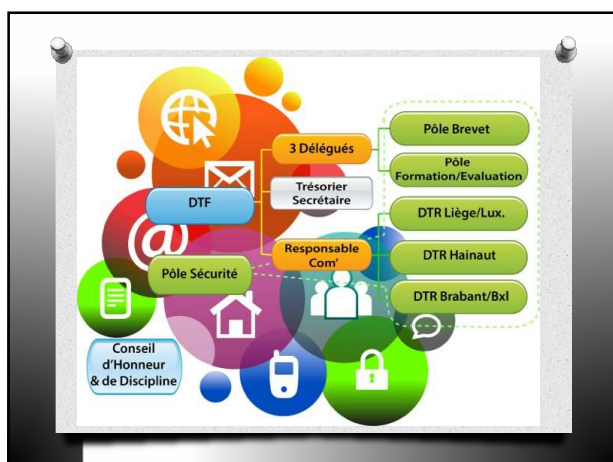 3 Délégués
Pôle Brevet
Pôle
Formation/Evaluation
Trésorier
Secrétaire
DTF
DTR Liège/Lux.
Responsable
Com'
Pôle Sécurité
DTR Hainaut
DTR Brabant/Bxl
Conseil
d'Honneur
& de Discipline
@